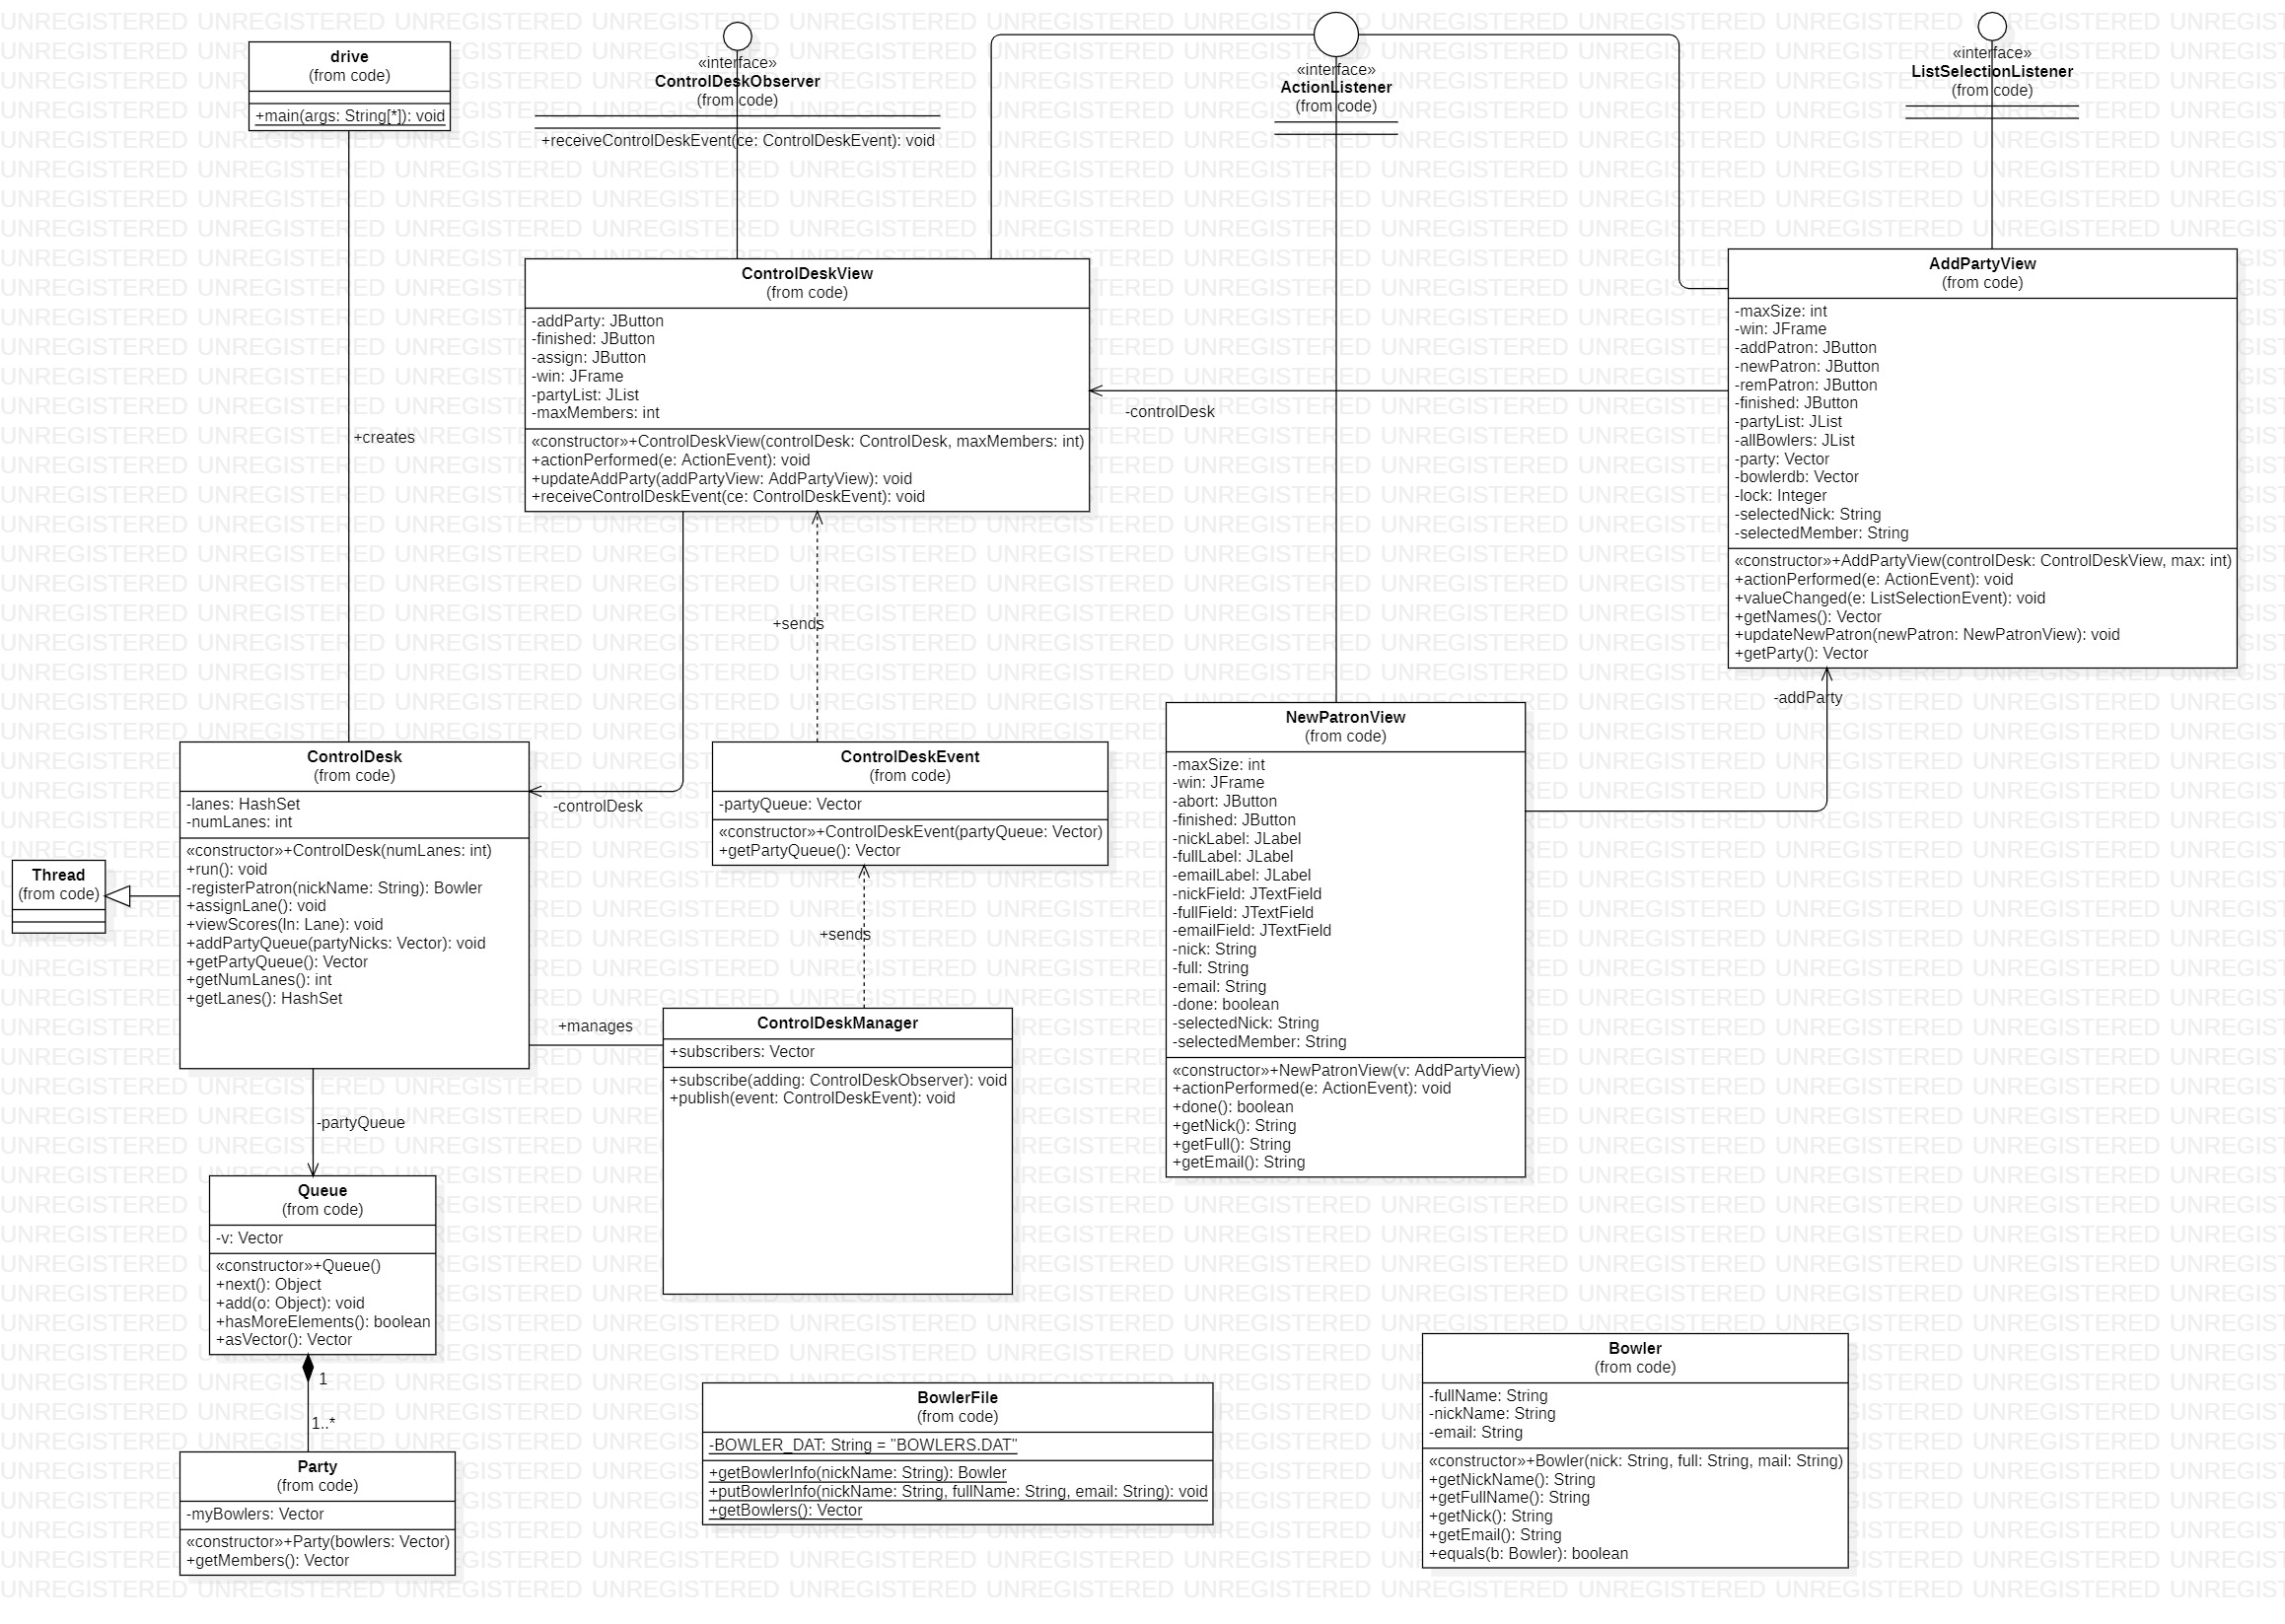 drive
(from code)
+main(args: String[*]): void
«interface»
ControlDeskObserver
(from code)
+receiveControlDeskEvent(ce: ControlDeskEvent): void
«interface»
ActionListener
(from code)
«interface»
ListSelectionListener
(from code)
ControlDeskView
(from code)
-addParty: JButton
-finished: JButton
-assign: JButton
-win: JFrame
-partyList: JList
-maxMembers: int
«constructor»+ControlDeskView(controlDesk: ControlDesk, maxMembers: int)
+actionPerformed(e: ActionEvent): void
+updateAddParty(addPartyView: AddPartyView): void
+receiveControlDeskEvent(ce: ControlDeskEvent): void
AddPartyView
(from code)
-maxSize: int
-win: JFrame
-addPatron: JButton
-newPatron: JButton
-remPatron: JButton
-finished: JButton
-partyList: JList
-allBowlers: JList
-party: Vector
-bowlerdb: Vector
-lock: Integer
-selectedNick: String
-selectedMember: String
«constructor»+AddPartyView(controlDesk: ControlDeskView, max: int)
+actionPerformed(e: ActionEvent): void
+valueChanged(e: ListSelectionEvent): void
+getNames(): Vector
+updateNewPatron(newPatron: NewPatronView): void
+getParty(): Vector
-controlDesk
+creates
+sends
-addParty
ControlDesk
(from code)
-lanes: HashSet
-numLanes: int
«constructor»+ControlDesk(numLanes: int)
+run(): void
-registerPatron(nickName: String): Bowler
+assignLane(): void
+viewScores(ln: Lane): void
+addPartyQueue(partyNicks: Vector): void
+getPartyQueue(): Vector
+getNumLanes(): int
+getLanes(): HashSet
-controlDesk
ControlDeskEvent
(from code)
-partyQueue: Vector
«constructor»+ControlDeskEvent(partyQueue: Vector)
+getPartyQueue(): Vector
NewPatronView
(from code)
-maxSize: int
-win: JFrame
-abort: JButton
-finished: JButton
-nickLabel: JLabel
-fullLabel: JLabel
-emailLabel: JLabel
-nickField: JTextField
-fullField: JTextField
-emailField: JTextField
-nick: String
-full: String
-email: String
-done: boolean
-selectedNick: String
-selectedMember: String
«constructor»+NewPatronView(v: AddPartyView)
+actionPerformed(e: ActionEvent): void
+done(): boolean
+getNick(): String
+getFull(): String
+getEmail(): String
Thread
(from code)
+sends
+manages
ControlDeskManager
+subscribers: Vector
+subscribe(adding: ControlDeskObserver): void
+publish(event: ControlDeskEvent): void
-partyQueue
Queue
(from code)
-v: Vector
«constructor»+Queue()
+next(): Object
+add(o: Object): void
+hasMoreElements(): boolean
+asVector(): Vector
1
1..*
Party
(from code)
-myBowlers: Vector
«constructor»+Party(bowlers: Vector)
+getMembers(): Vector
BowlerFile
(from code)
-BOWLER_DAT: String = "BOWLERS.DAT"
+getBowlerInfo(nickName: String): Bowler
+putBowlerInfo(nickName: String, fullName: String, email: String): void
+getBowlers(): Vector
Bowler
(from code)
-fullName: String
-nickName: String
-email: String
«constructor»+Bowler(nick: String, full: String, mail: String)
+getNickName(): String
+getFullName(): String
+getNick(): String
+getEmail(): String
+equals(b: Bowler): boolean
UNREGISTERED